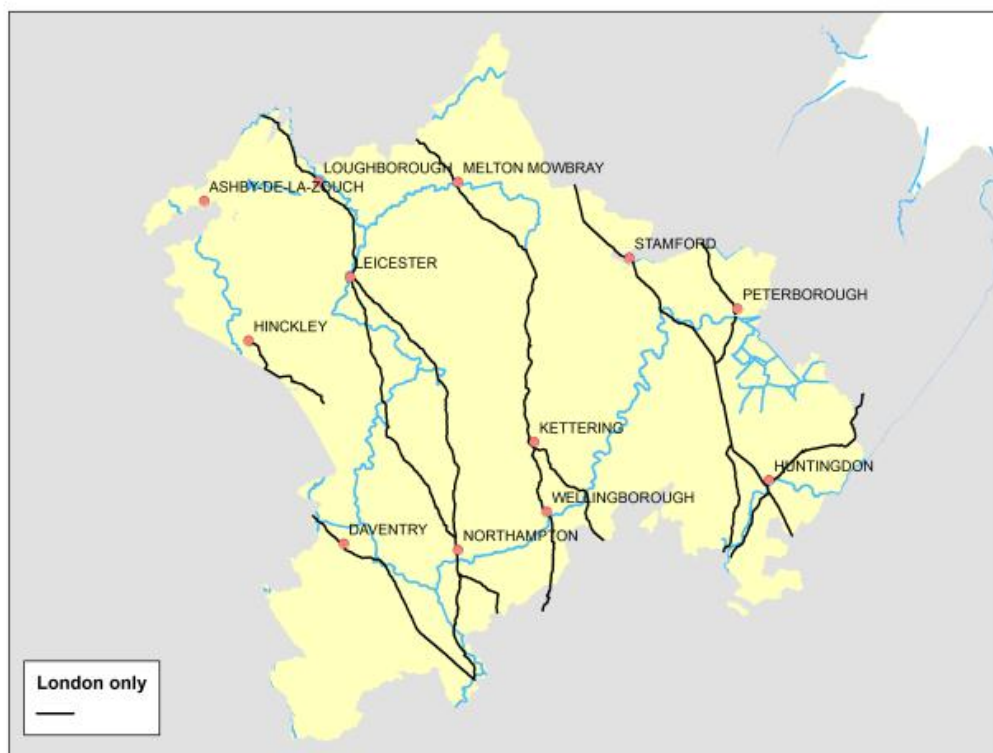 LOUGHBOROUGH
MELTON MOWBRAY
ASHBY-DE-LA-ZOUCH
STAMFORD
LEICESTER
PETERBOROUGH
HINCKLEY
KETTERING
HUNTINGDON
WELLINGBOROUGH
DAVENTRY
NORTHAMPTON
London only